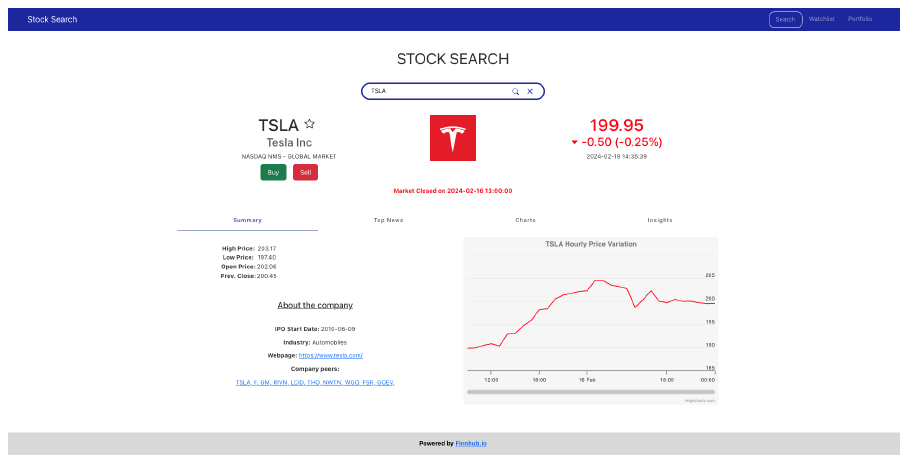 Stock Search
Search
Watchlist
Portfolio
STOCK SEARCH
TSLA
TSLA
Tesla Inc
NASDAQ NMS - GLOBAL MARKET
Buy
Sell
199.95
-0.50 (-0.25%)
2024-02-19 14:35:39
Market Closed on 2024-02-16 13:00:00
Summary
Top News
Charts
Insights
High Price: 203.17
Low Price: 197.40
Open Price: 202.06
Prev. Close: 200.45
About the company
IPO Start Date: 2010-06-09
Industry: Automobiles
Webpage: https://www.tesla.com/
Company peers:
TSLA, F, GM, RIVN, LCID, THO, NWTN, WGO, FSR, GOEV,
TSLA Hourly Price Variation
205
200
195
190
185
12:00
18:00
16 Feb
18:00
00:00
Highcharts.com
Powered by Finnhub.io